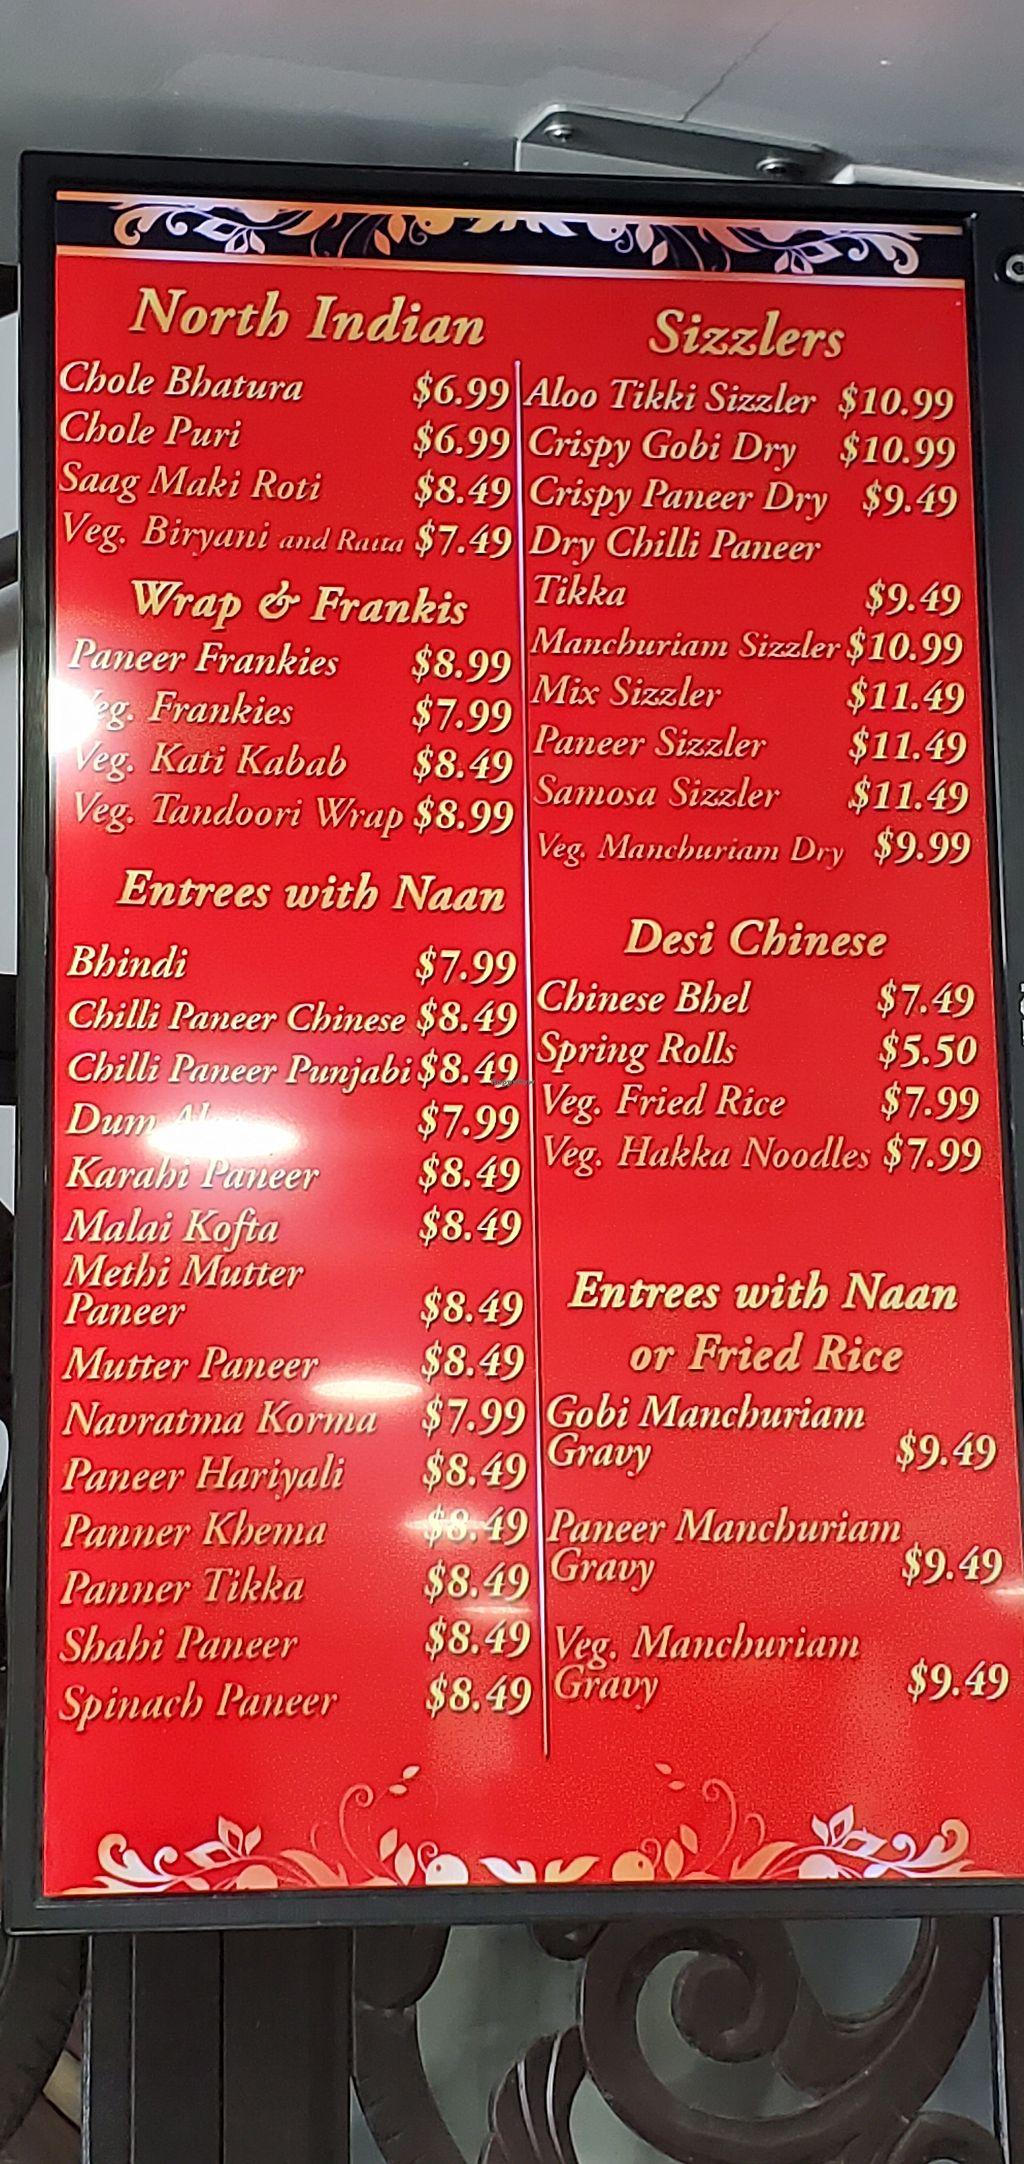 North Indian
Chole Bhatura $6.99
Chole Puri $6.99
Saag Maki Roti $8.49
Veg. Biryani and Raita $7.49
Wrap & Frankis
Paneer Frankies $8.99
Veg. Frankies $7.99
Veg. Kati Kabab $8.49
Veg. Tandoori Wrap $8.99
Entrees with Naan
Bhindi $7.99
Chilli Paneer Chinese $8.49
Chilli Paneer Punjabi $8.49
Dum $7.99
Karahi Paneer $8.49
Malai Kofta $8.49
Methi Mutter
Paneer $8.49
Mutter Paneer $8.49
Navratma Korma $7.99
Paneer Hariyali $8.49
Panner Khema $8.49
Panner Tikka $8.49
Shahi Paneer $8.49
Spinach Paneer $8.49
Sizzlers
Aloo Tikki Sizzler $10.99
Crispy Gobi Dry $10.99
Crispy Paneer Dry $9.49
Dry Chilli Paneer
Tikka $9.49
Manchuriam Sizzler $10.99
Mix Sizzler $11.49
Paneer Sizzler $11.49
Samosa Sizzler $11.49
Veg. Manchuriam Dry $9.99
Desi Chinese
Chinese Bhel $7.49
Spring Rolls $5.50
Veg. Fried Rice $7.99
Veg. Hakka Noodles $7.99
Entrees with Naan
or Fried Rice
Gobi Manchuriam
Gravy $9.49
Paneer Manchuriam
Gravy $9.49
Veg. Manchuriam
Gravy $9.49